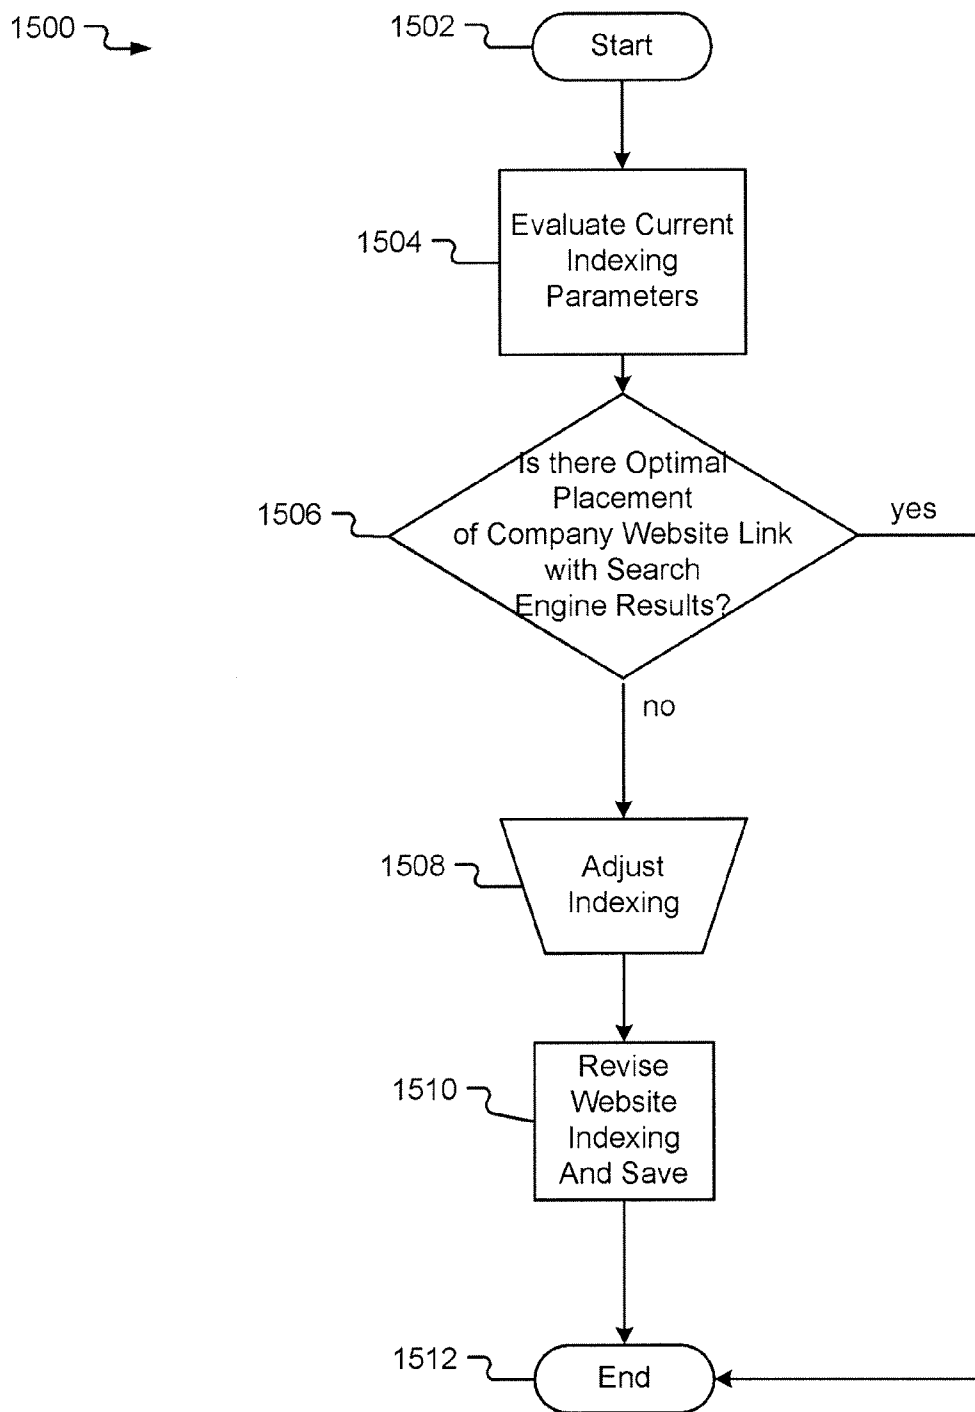 1500
1502
Start
1504
Evaluate Current
Indexing
Parameters
1506
Is there Optimal
Placement
of Company Website Link
with Search
Engine Results?
yes
no
1508
Adjust
Indexing
1510
Revise
Website
Indexing
And Save
1512
End